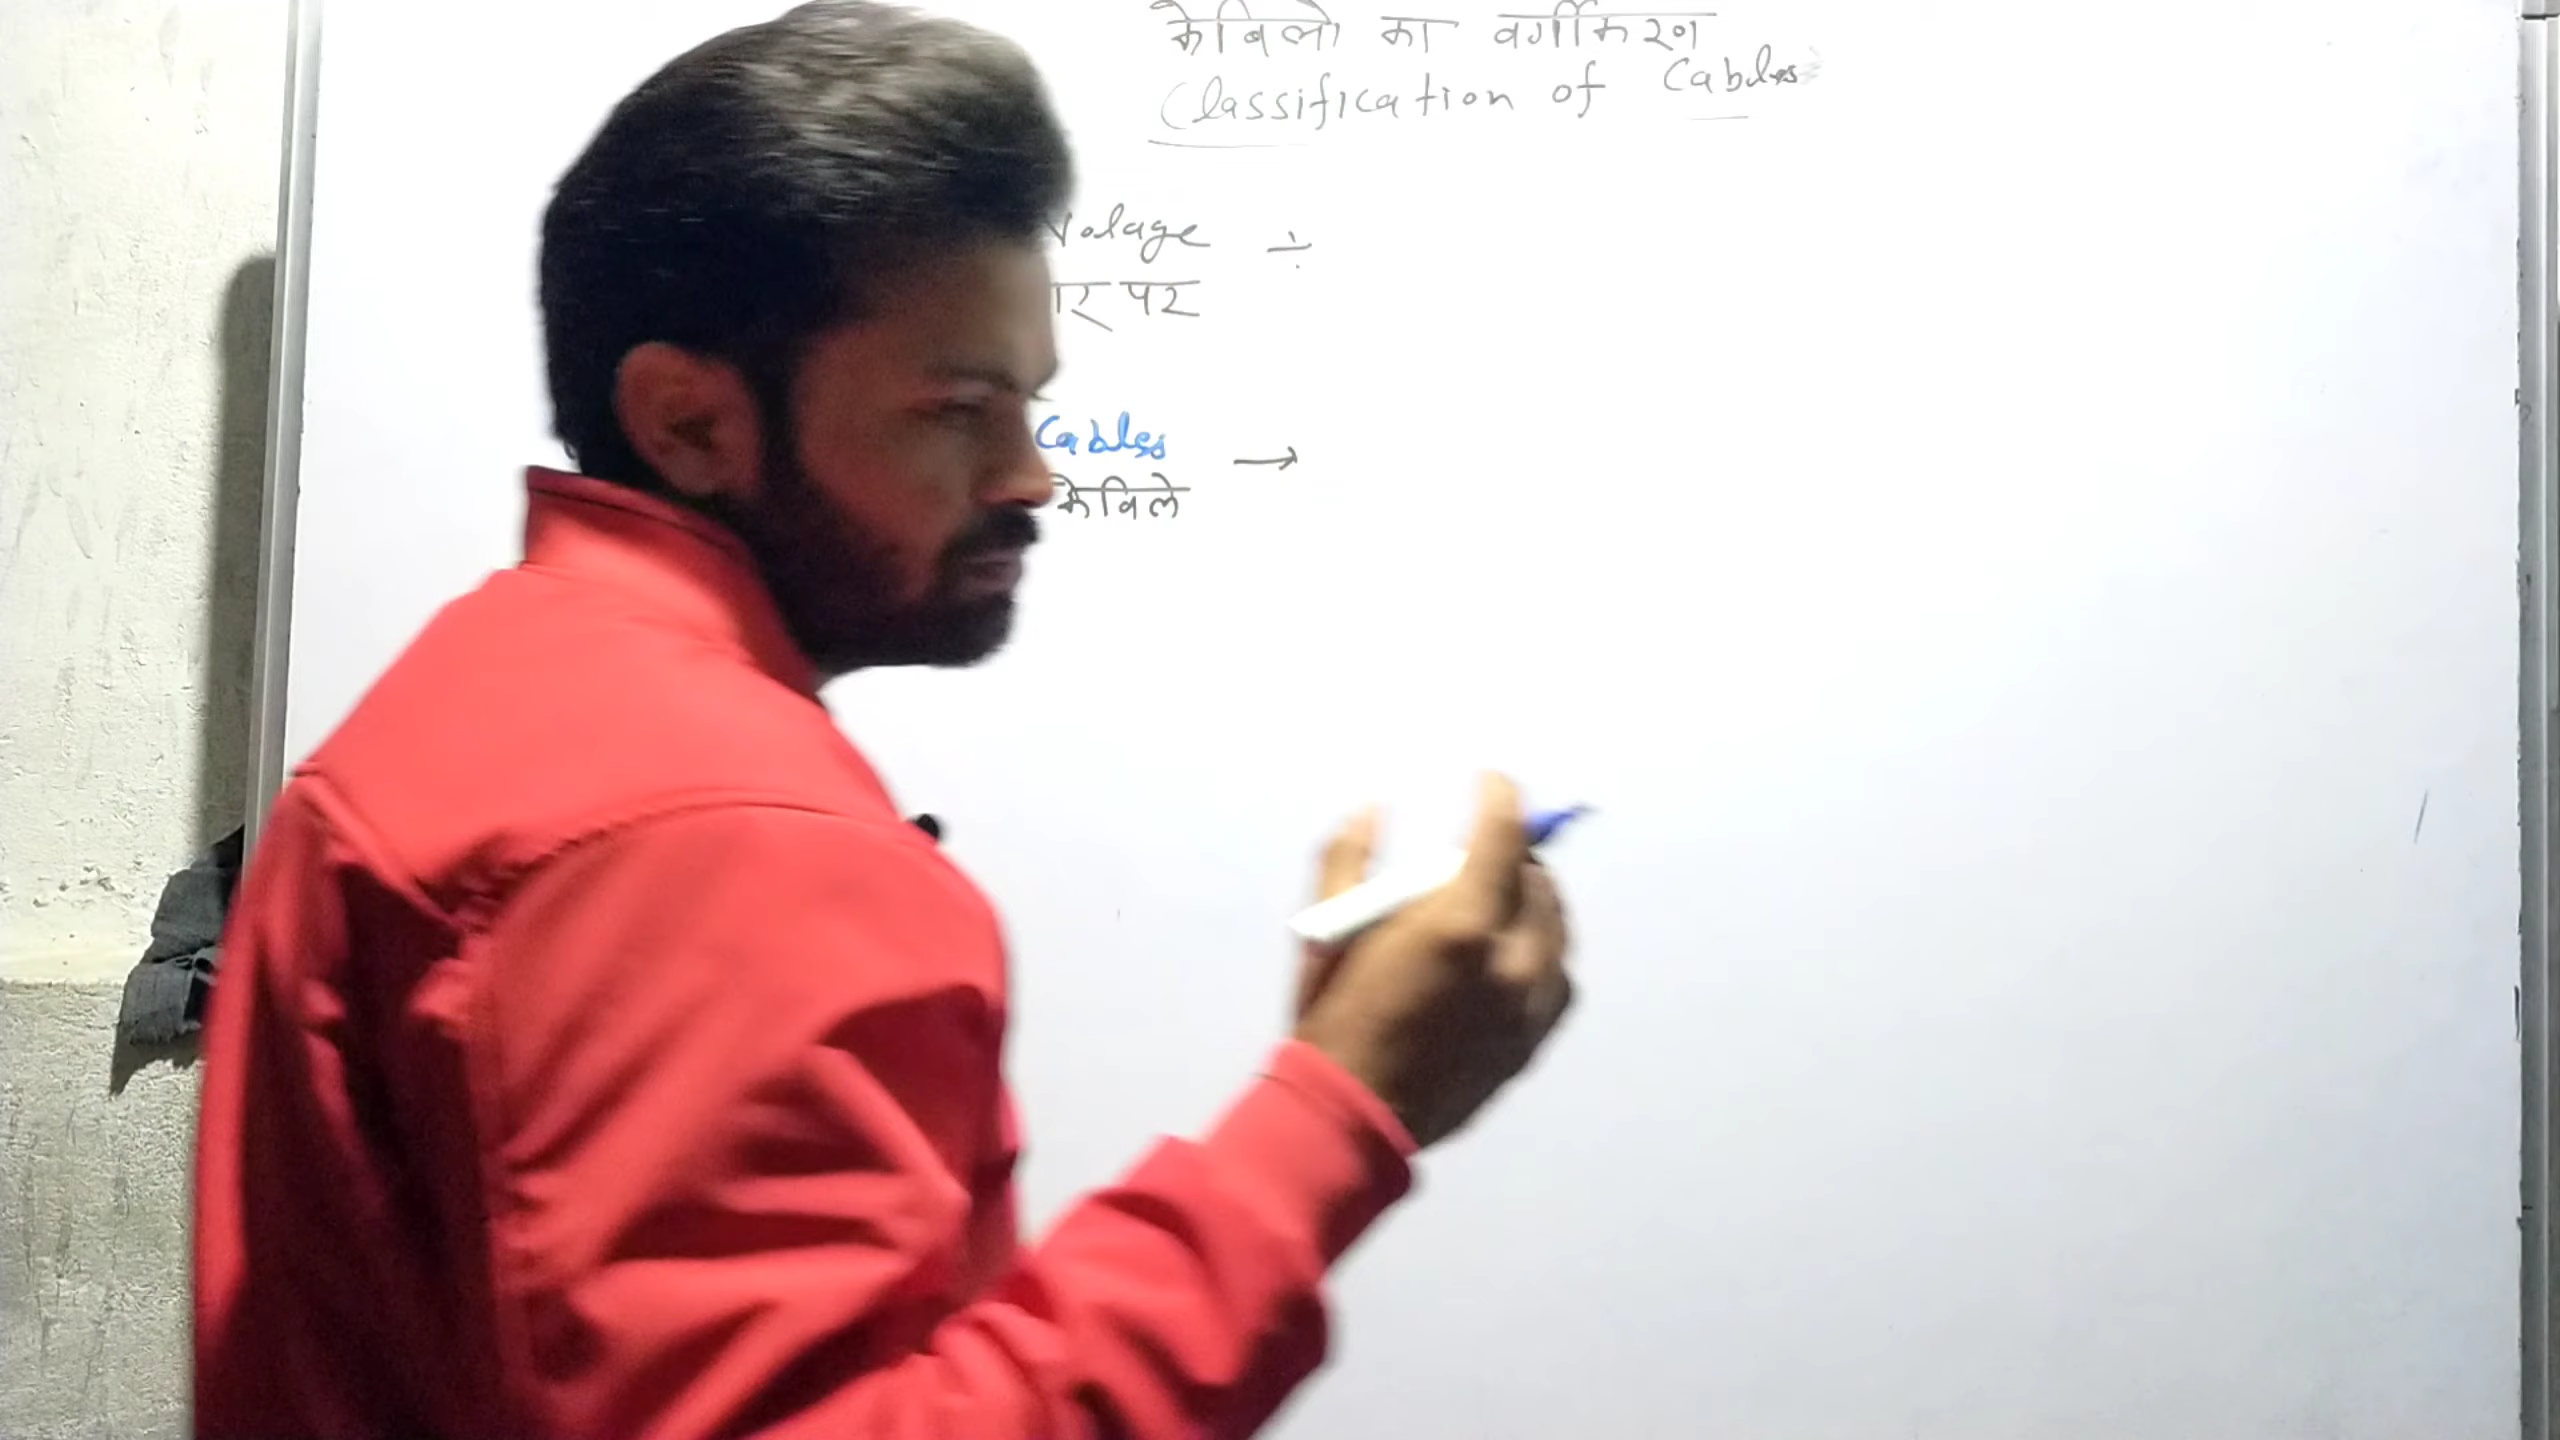 केबिलो का वर्गीकरण
Classification of Cables
Volage ÷
पर
Cables →
केबिले